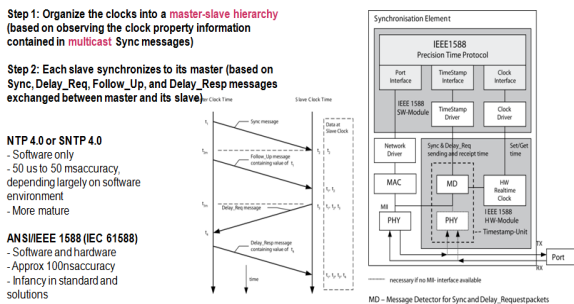 Step 1: Organize the clocks into a master-slave hierarchy
(based on observing the clock property information
contained in multicast Sync messages)
Step 2: Each slave synchronizes to its master (based on
Sync, Delay_Req, Follow_Up, and Delay_Resp messages
exchanged between master and its slave)
NTP 4.0 or SNTP 4.0
- Software only
- 50 us to 50 msaccuracy,
depending largely on software
environment
- More mature
ANSI/IEEE 1588 (IEC 61588)
- Software and hardware
- Approx 100nsaccuracy
- Infancy in standard and
solutions
ter Clock Time
Slave Clock Time
Data at
Slave Clock
Sync message
Follow_Up message
containing value of t₁
Delay_Req message
Delay_Resp message
containing value of t₄
time
Synchronisation Element
IEEE1588
Precision Time Protocol
Port
Interface
TimeStamp
Interface
Clock
Interface
IEEE 1588
SW-Module
TimeStamp
Driver
Clock
Driver
Network
Driver
Sync & Delay_Req
sending and receipt time
Set/Get
time
MAC
MD
HW
Realtime
Clock
MII
IEEE 1588
HW-Module
PHY
PHY
Timestamp-Unit
TX
RX
Port
necessary if no MII- interface available
MD – Message Detector for Sync and Delay_Request packets